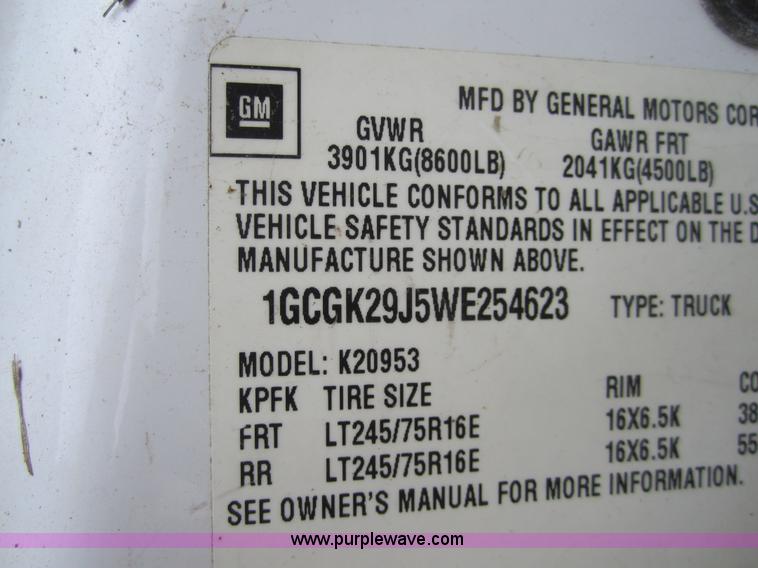 GM
MFD BY GENERAL MOTORS
GVWR GAWR FRT
3901KG(8600LB) 2041KG(4500LB)
THIS VEHICLE CONFORMS TO ALL APPLICABLE U.S
VEHICLE SAFETY STANDARDS IN EFFECT ON THE
MANUFACTURE SHOWN ABOVE.
1GCGK29J5WE254623 TYPE: TRUCK
MODEL: K20953
KPFK TIRE SIZE RIM
FRT LT245/75R16E 16X6.5K
RR LT245/75R16E 16X6.5K
SEE OWNER'S MANUAL FOR MORE INFORMATION.
www.purplewave.com